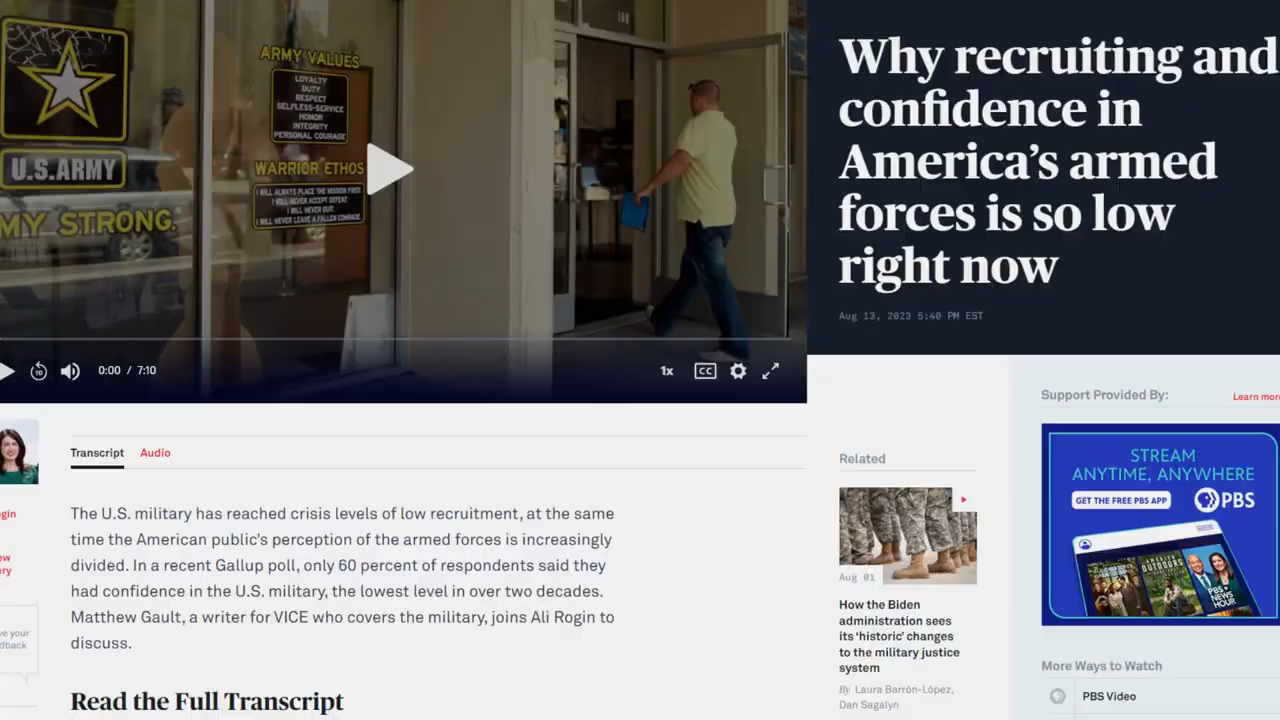 U.S.ARMY
MY STRONG.
ARMY VALUES
LOYALTY
DUTY
RESPECT
SELFLESS-SERVICE
HONOR
INTEGRITY
PERSONAL COURAGE
WARRIOR ETHOS
I WILL ALWAYS PLACE THE MISSION FIRST
I WILL NEVER ACCEPT DEFEAT
I WILL NEVER QUIT
I WILL NEVER LEAVE A FALLEN COMRADE
10
0:00 / 7:10
1x
CC
Why recruiting and
confidence in
America's armed
forces is so low
right now
Aug 13, 2023 5:40 PM EST
Transcript
Audio
The U.S. military has reached crisis levels of low recruitment, at the same
time the American public's perception of the armed forces is increasingly
divided. In a recent Gallup poll, only 60 percent of respondents said they
had confidence in the U.S. military, the lowest level in over two decades.
Matthew Gault, a writer for VICE who covers the military, joins Ali Rogin to
discuss.
Read the Full Transcript
Related
Aug 01
How the Biden
administration sees
its 'historic' changes
to the military justice
system
By Laura Barrón-López,
Dan Sagalyn
Support Provided By:
Learn more
STREAM
ANYTIME, ANYWHERE
GET THE FREE PBS APP
PBS
AMERICA
OUTDOORS
PBS
NEWS
HOUR
More Ways to Watch
PBS Video